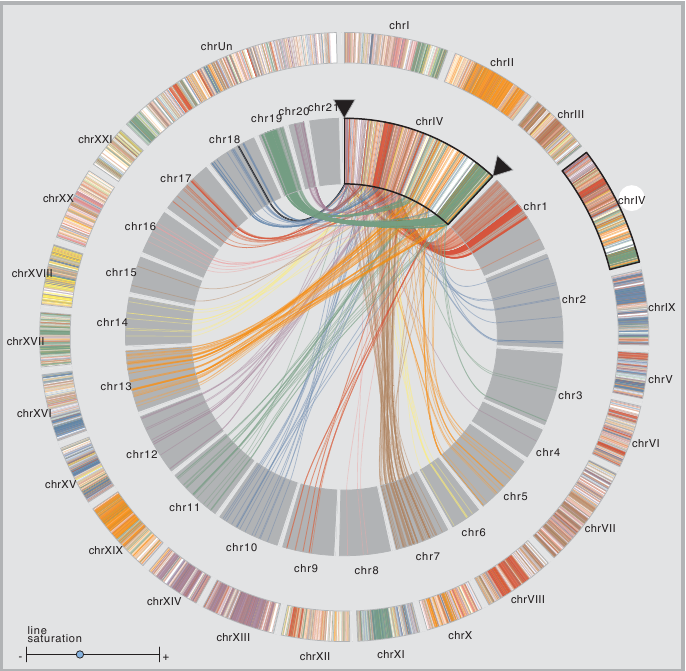 chrI
chrUn
chrII
chr21
chr20
chr19
chrIV
chrIII
chrXXI
chr18
chr17
chr1
chrIV
chrXX
chr16
chrXVIII
chr15
chr2
chrIX
chr14
chrXVII
chr13
chrV
chr3
chrXVI
chrVI
chr12
chr4
chrXV
chr11
chr5
chr6
chrVII
chrXIX
chr10
chr9
chr8
chr7
chrXIV
chrVIII
chrXIII
chrXII
chrXI
chrX
line
saturation
- +